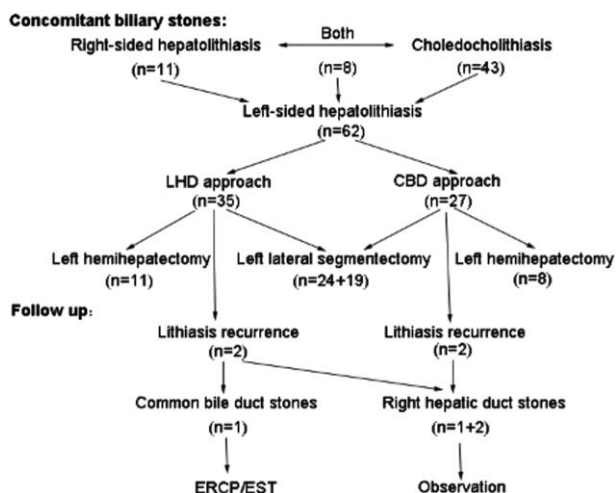 Concomitant biliary stones:
Right-sided hepatolithiasis Both Choledocholithiasis
(n=11) (n=8) (n=43)
Left-sided hepatolithiasis
(n=62)
LHD approach CBD approach
(n=35) (n=27)
Left hemihepatectomy Left lateral segmentectomy Left hemihepatectomy
(n=11) (n=24+19) (n=8)
Follow up:
Lithiasis recurrence Lithiasis recurrence
(n=2) (n=2)
Common bile duct stones Right hepatic duct stones
(n=1) (n=1+2)
ERCP/EST Observation